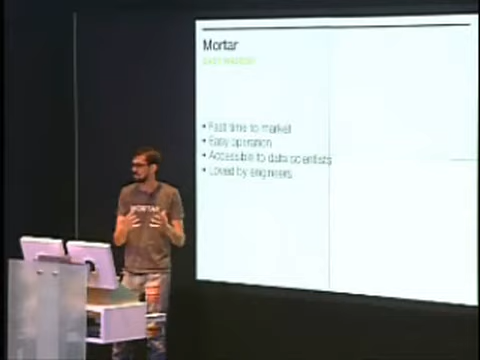 Mortar
• Fast time to market
• Easy operation
• Accessible to data scientists
• Loved by engineers
MORTAR